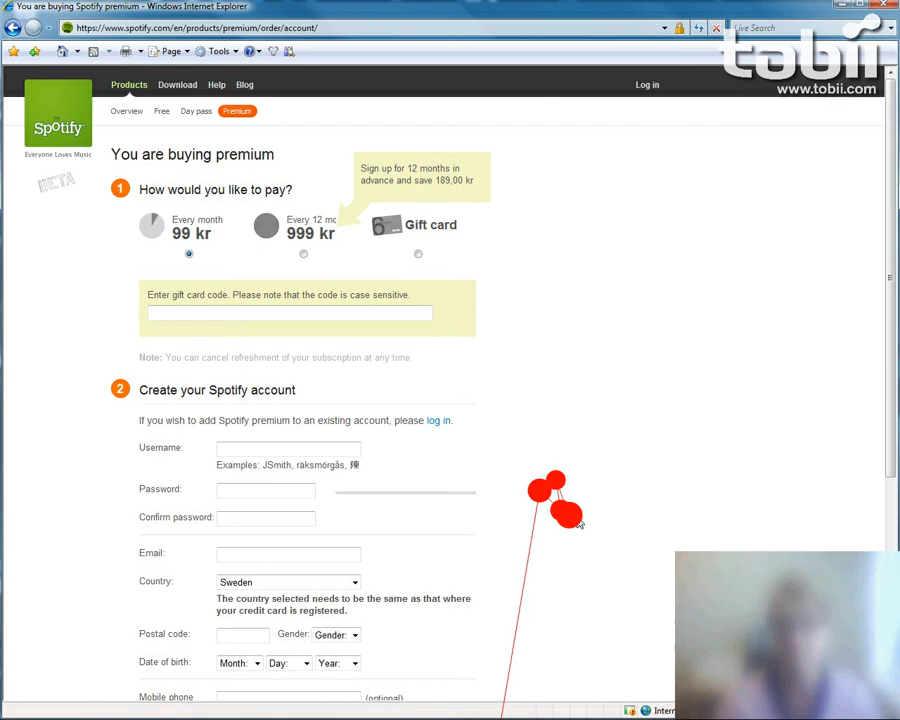 You are buying Spotify premium - Windows Internet Explorer
https://www.spotify.com/en/products/premium/order/account/
Live Search
Page
Tools
tobii
www.tobii.com
Products Download Help Blog
Log in
Spotify
Everyone Loves Music
BETA
Overview Free Day pass Premium
You are buying premium
Sign up for 12 months in
advance and save 189,00 kr
1 How would you like to pay?
Every month
99 kr
Every 12 mo
999 kr
Gift card
Enter gift card code. Please note that the code is case sensitive.
Note: You can cancel refreshment of your subscription at any time.
2 Create your Spotify account
If you wish to add Spotify premium to an existing account, please log in.
Username:
Examples: JSmith, räksmörgås, 陳
Password:
Confirm password:
Email:
Country: Sweden
The country selected needs to be the same as that where
your credit card is registered.
Postal code: Gender: Gender:
Date of birth: Month: Day: Year:
Mobile phone (optional)
Intern